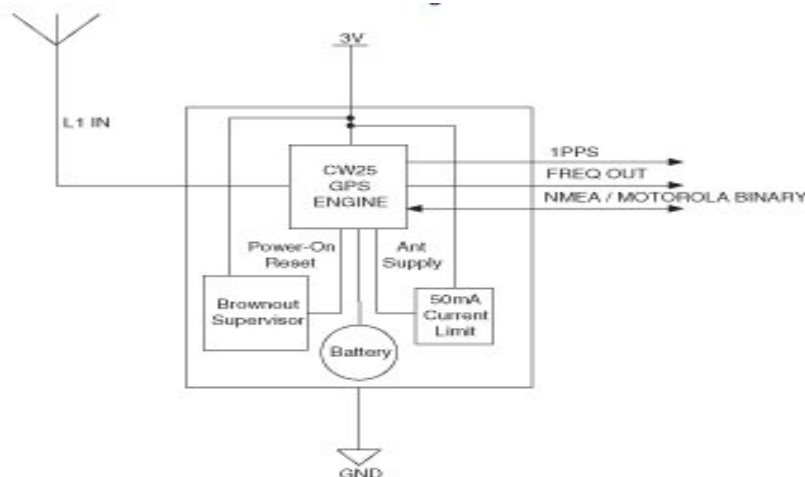 3V
L1 IN
1PPS
CW25
GPS
ENGINE
FREQ OUT
NMEA / MOTOROLA BINARY
Power-On
Reset
Ant
Supply
Brownout
Supervisor
50mA
Current
Limit
Battery
GND